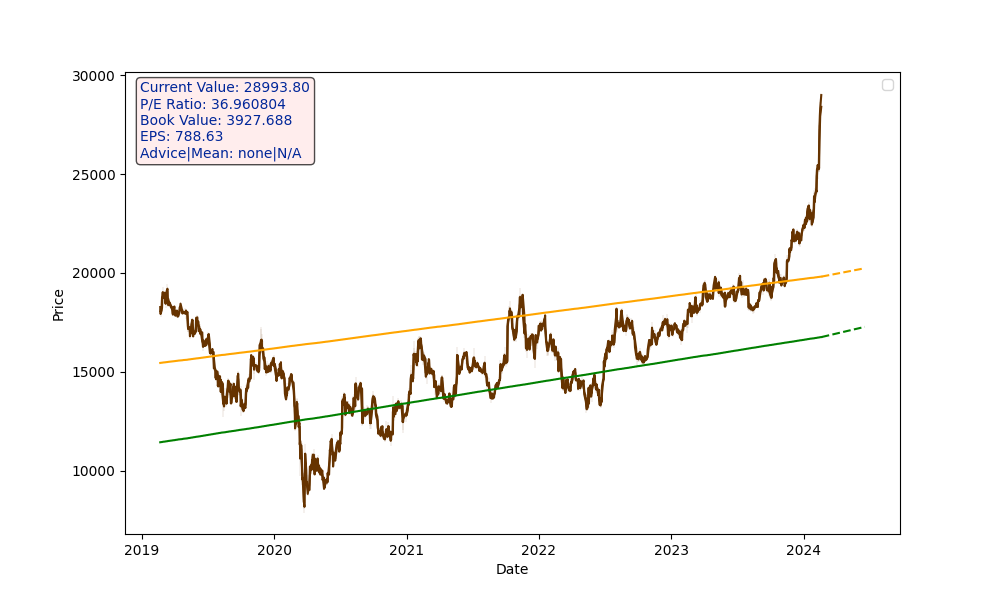 30000
Current Value: 28993.80
P/E Ratio: 36.960804
Book Value: 3927.688
EPS: 788.63
Advice|Mean: none|N/A
25000
20000
15000
10000
Price
2019 2020 2021 2022 2023 2024
Date